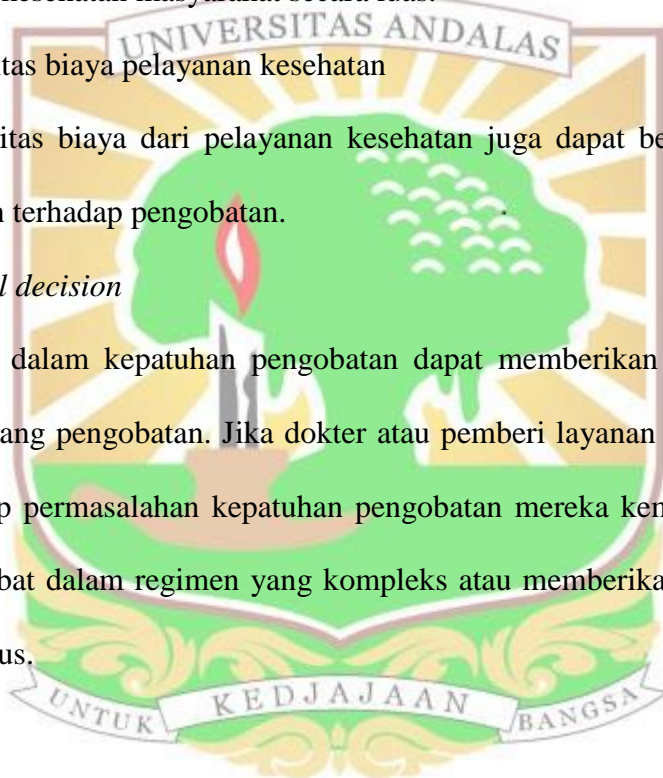 kesehatan masyarakat secara luas.
UNIVERSITAS ANDALAS
itas biaya pelayanan kesehatan
itas biaya dari pelayanan kesehatan juga dapat be
n terhadap pengobatan.
l decision
dalam kepatuhan pengobatan dapat memberikan
ang pengobatan. Jika dokter atau pemberi layanan
p permasalahan kepatuhan pengobatan mereka kem
bat dalam regimen yang kompleks atau memberika
us.
UNTUK KEDJAJAAN BANGSA